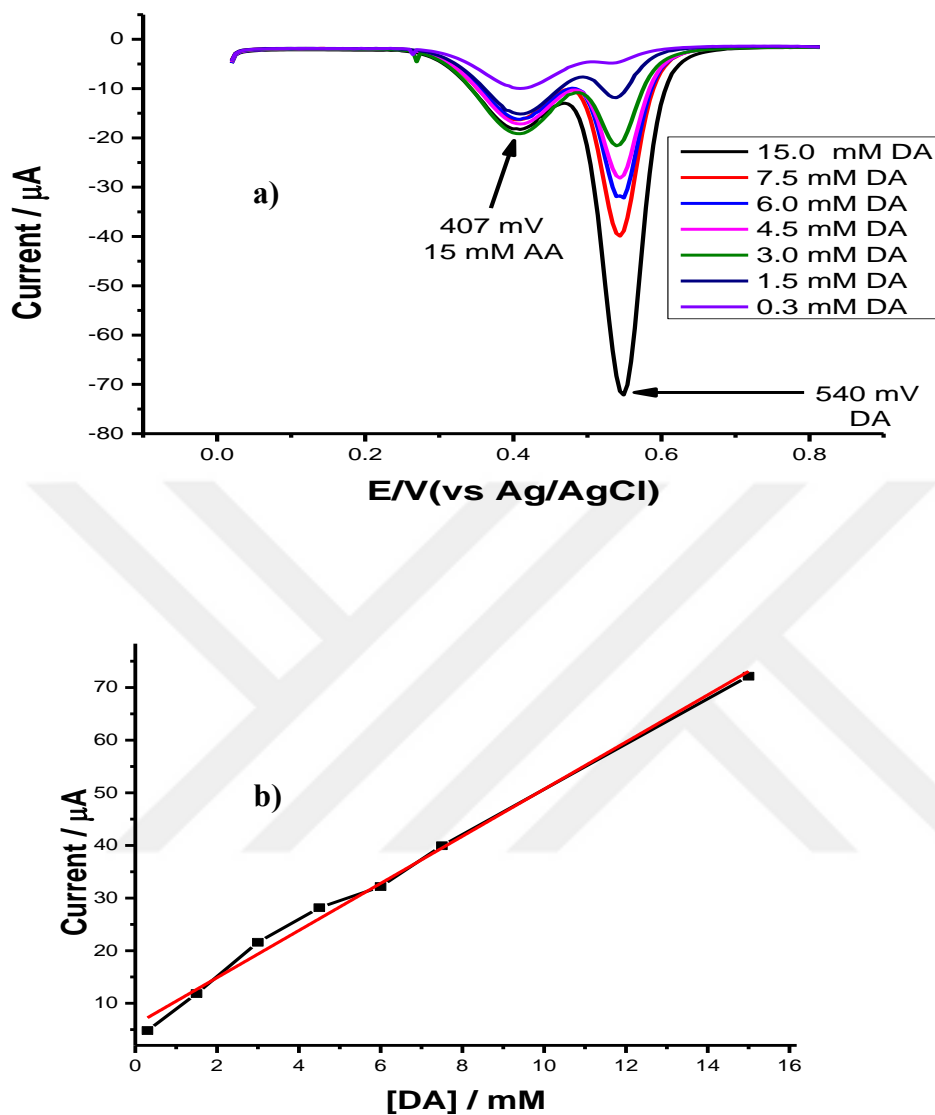 0
-10
-20
-30
-40
-50
-60
-70
-80
Current / μA
a)
407 mV
15 mM AA
15.0 mM DA
7.5 mM DA
6.0 mM DA
4.5 mM DA
3.0 mM DA
1.5 mM DA
0.3 mM DA
540 mV
DA
0.0 0.2 0.4 0.6 0.8
E/V(vs Ag/AgCl)
70
60
50
40
30
20
10
Current / μA
b)
0 2 4 6 8 10 12 14 16
[DA] / mM